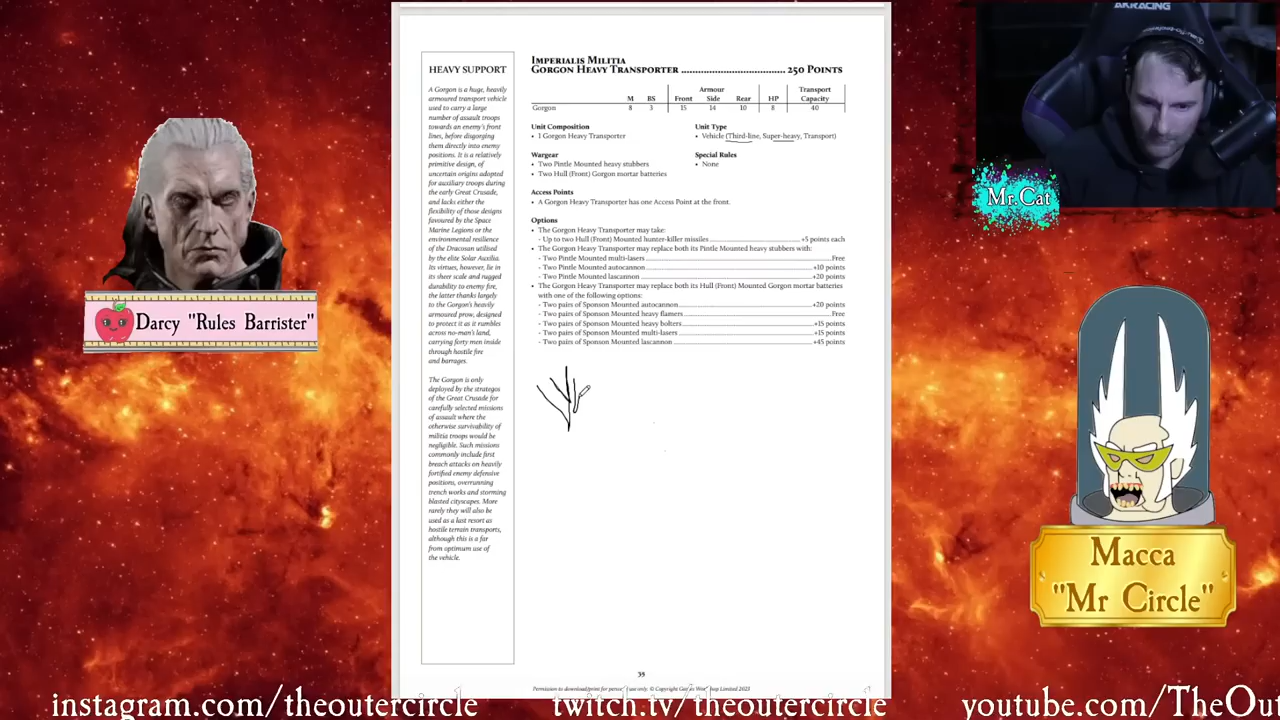 AKRACING
HEAVY SUPPORT
A Gorgon is a huge, heavily
armoured transport vehicle
used to carry a large
number of assault troops
towards an enemy's front
lines, before disgorging
them directly into enemy
positions. It is a relatively
primitive design, of
uncertain origins adopted
for auxiliary troops during
the early Great Crusade,
and lacks either the
flexibility of those designs
favoured by the Space
Marine Legions or the
environmental resilience
of the Dracosan utilised
by the elite Solar Auxilia.
Its virtues, however, lie in
its sheer scale and rugged
durability to enemy fire,
the latter thanks largely
to the Gorgon's heavily
armoured prow, designed
to protect it as it rumbles
across no-man's land,
carrying forty men inside
through hostile fire
and barrages.
The Gorgon is only
deployed by the strategos
of the Great Crusade for
carefully selected missions
of assault where the
otherwise survivability of
militia troops would be
negligible. Such missions
commonly include first
breach attacks on heavily
fortified enemy defensive
positions, overrunning
trench works and storming
blasted cityscapes. More
rarely they will also be
used as a last resort as
hostile terrain transports,
although this is a far
from optimum use of
the vehicle.
Imperialis Militia
Gorgon Heavy Transporter .................................... 250 Points
Armour Transport
M BS Front Side Rear HP Capacity
Gorgon 8 3 15 14 10 8 40
Unit Composition
• 1 Gorgon Heavy Transporter
Unit Type
• Vehicle (Third-line, Super-heavy, Transport)
Wargear
• Two Pintle Mounted heavy stubbers
• Two Hull (Front) Gorgon mortar batteries
Special Rules
• None
Access Points
• A Gorgon Heavy Transporter has one Access Point at the front.
Options
• The Gorgon Heavy Transporter may take:
- Up to two Hull (Front) Mounted hunter-killer missiles ........ +5 points each
• The Gorgon Heavy Transporter may replace both its Pintle Mounted heavy stubbers with:
- Two Pintle Mounted multi-lasers ........ Free
- Two Pintle Mounted autocannon ........ +10 points
- Two Pintle Mounted lascannon ........ +20 points
• The Gorgon Heavy Transporter may replace both its Hull (Front) Mounted Gorgon mortar batteries
with one of the following options:
- Two pairs of Sponson Mounted autocannon ........ +20 points
- Two pairs of Sponson Mounted heavy flamers ........ Free
- Two pairs of Sponson Mounted heavy bolters ........ +15 points
- Two pairs of Sponson Mounted multi-lasers ........ +15 points
- Two pairs of Sponson Mounted lascannon ........ +45 points
39
Permission to download/print for personal use only. © Copyright Games Workshop Limited 2023
Darcy "Rules Barrister"
Mr.Cat
Macca
"Mr Circle"
instagram.com/theoutercircle twitch.tv/theoutercircle youtube.com/TheOu